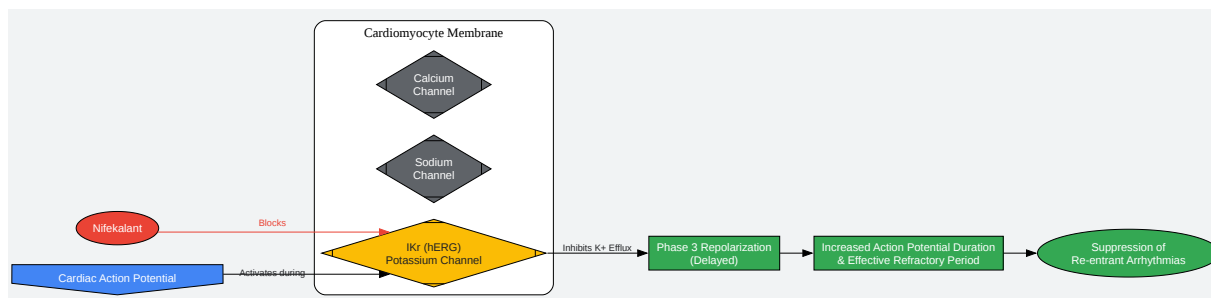 Cardiomyocyte Membrane
Calcium
Channel
Sodium
Channel
Nifekalant
Blocks
IKr (hERG)
Potassium Channel
Cardiac Action Potential
Activates during
Inhibits K+ Efflux
Phase 3 Repolarization
(Delayed)
Increased Action Potential Duration
& Effective Refractory Period
Suppression of
Re-entrant Arrhythmias